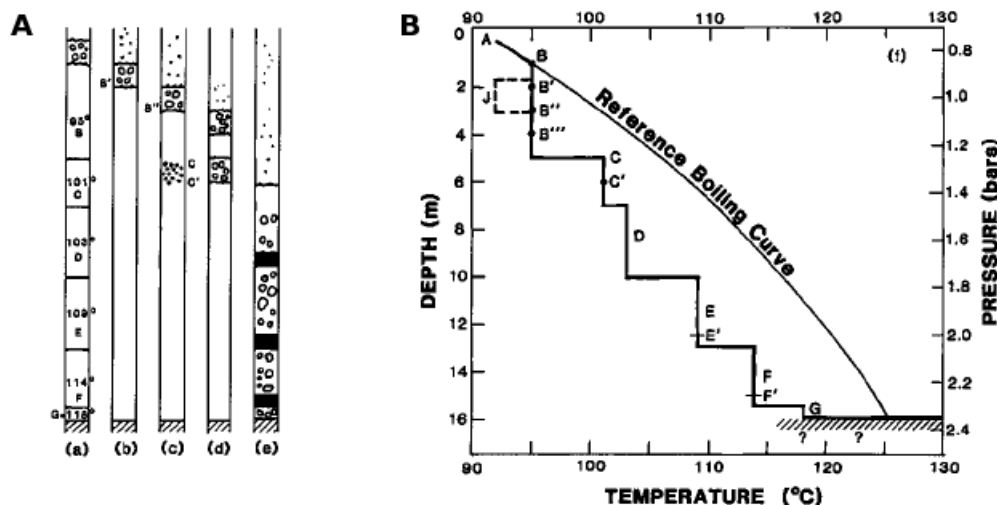 A
B'
B''
95°
B
C
C'
101°
C
103°
D
109°
E
114°
F
G-118°
(a) (b) (c) (d) (e)
B
90 100 110 120 130
(f)
A
B
B'
J
B''
B'''
C
C'
D
E
E'
F
F'
G
? ?
Reference Boiling Curve
0
2
4
6
8
10
12
14
16
DEPTH (m)
0.8
1.0
1.2
1.4
1.6
1.8
2.0
2.2
2.4
PRESSURE (bars)
90 100 110 120 130
TEMPERATURE (°C)